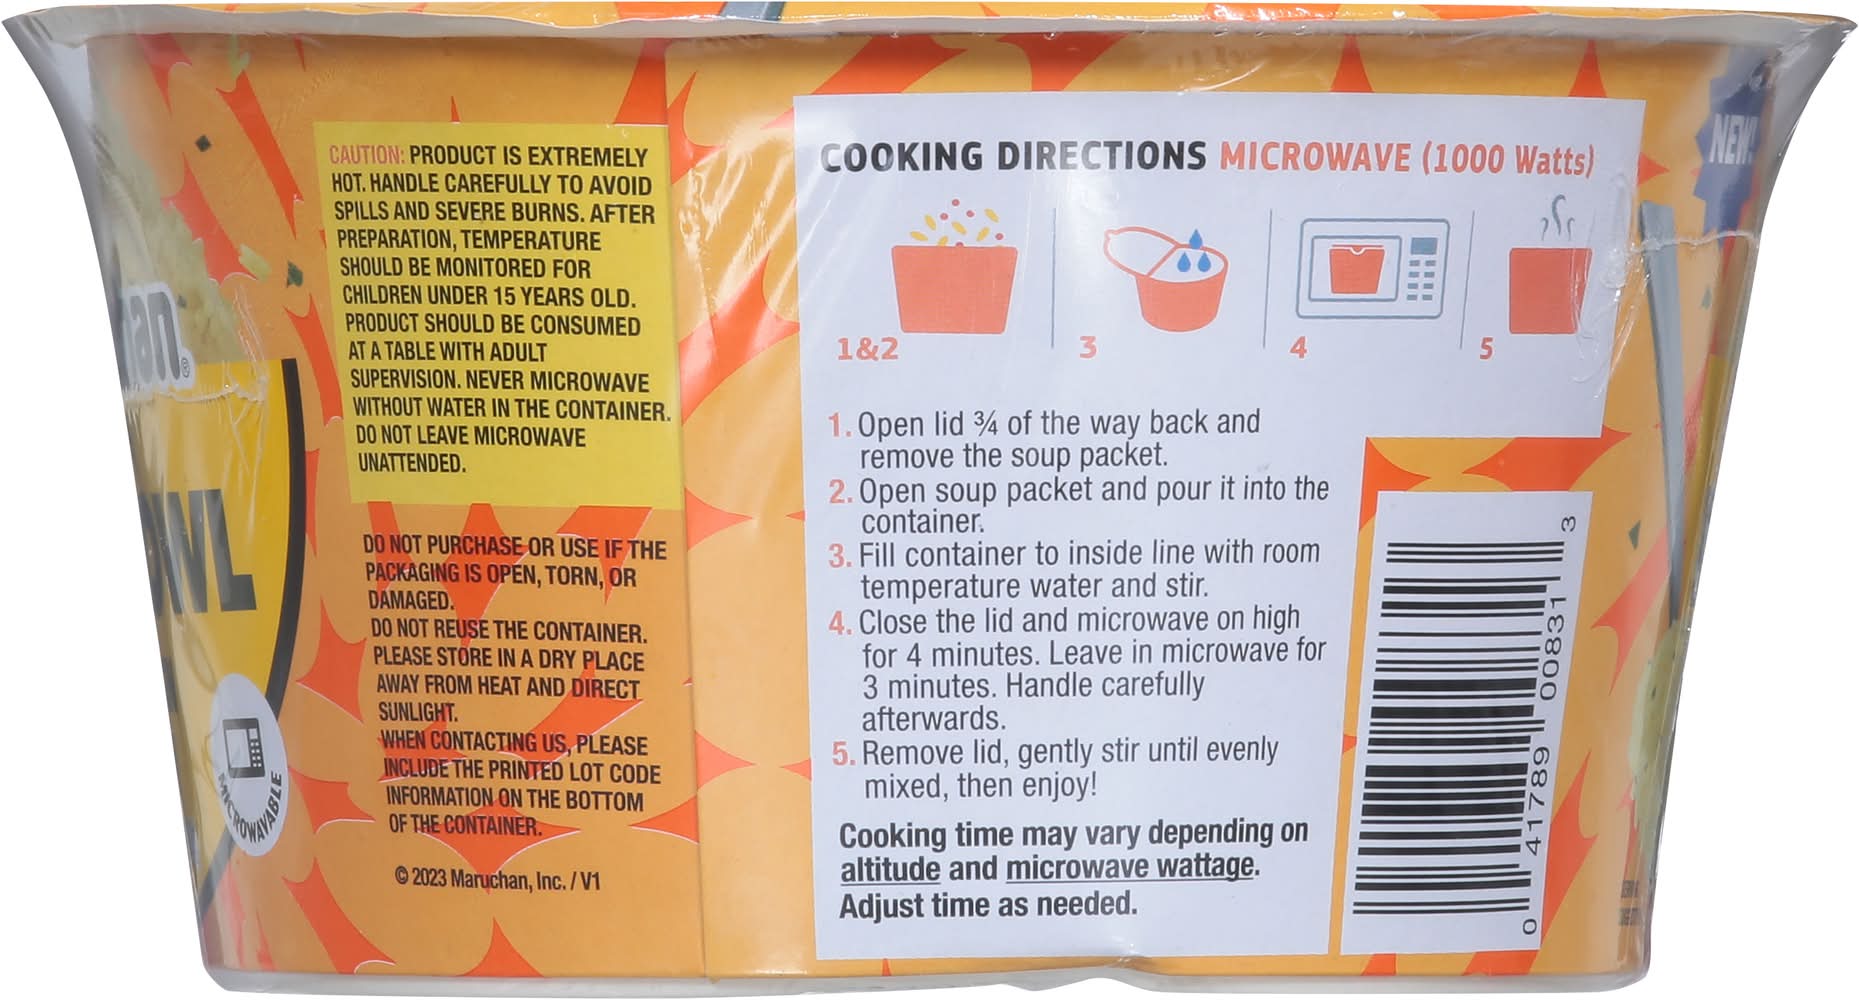 CAUTION: PRODUCT IS EXTREMELY
HOT. HANDLE CAREFULLY TO AVOID
SPILLS AND SEVERE BURNS. AFTER
PREPARATION, TEMPERATURE
SHOULD BE MONITORED FOR
CHILDREN UNDER 15 YEARS OLD.
PRODUCT SHOULD BE CONSUMED
AT A TABLE WITH ADULT
SUPERVISION. NEVER MICROWAVE
WITHOUT WATER IN THE CONTAINER.
DO NOT LEAVE MICROWAVE
UNATTENDED.
DO NOT PURCHASE OR USE IF THE
PACKAGING IS OPEN, TORN, OR
DAMAGED.
DO NOT REUSE THE CONTAINER.
PLEASE STORE IN A DRY PLACE
AWAY FROM HEAT AND DIRECT
SUNLIGHT.
WHEN CONTACTING US, PLEASE
INCLUDE THE PRINTED LOT CODE
INFORMATION ON THE BOTTOM
OF THE CONTAINER.
© 2023 Maruchan, Inc. / V1
MICROWAVABLE
COOKING DIRECTIONS MICROWAVE (1000 Watts)
1&2
3
4
5
1. Open lid ¾ of the way back and
remove the soup packet.
2. Open soup packet and pour it into the
container.
3. Fill container to inside line with room
temperature water and stir.
4. Close the lid and microwave on high
for 4 minutes. Leave in microwave for
3 minutes. Handle carefully
afterwards.
5. Remove lid, gently stir until evenly
mixed, then enjoy!
Cooking time may vary depending on
altitude and microwave wattage.
Adjust time as needed.
0 41789 00831 3
NEW!